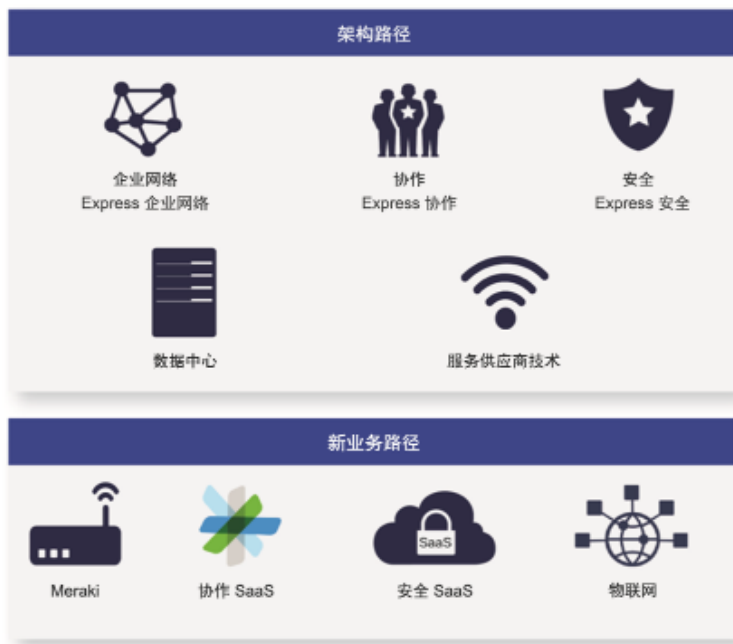 架构路径
企业网络
Express 企业网络
协作
Express 协作
安全
Express 安全
数据中心
服务供应商技术
新业务路径
Meraki
协作 SaaS
SaaS
安全 SaaS
物联网